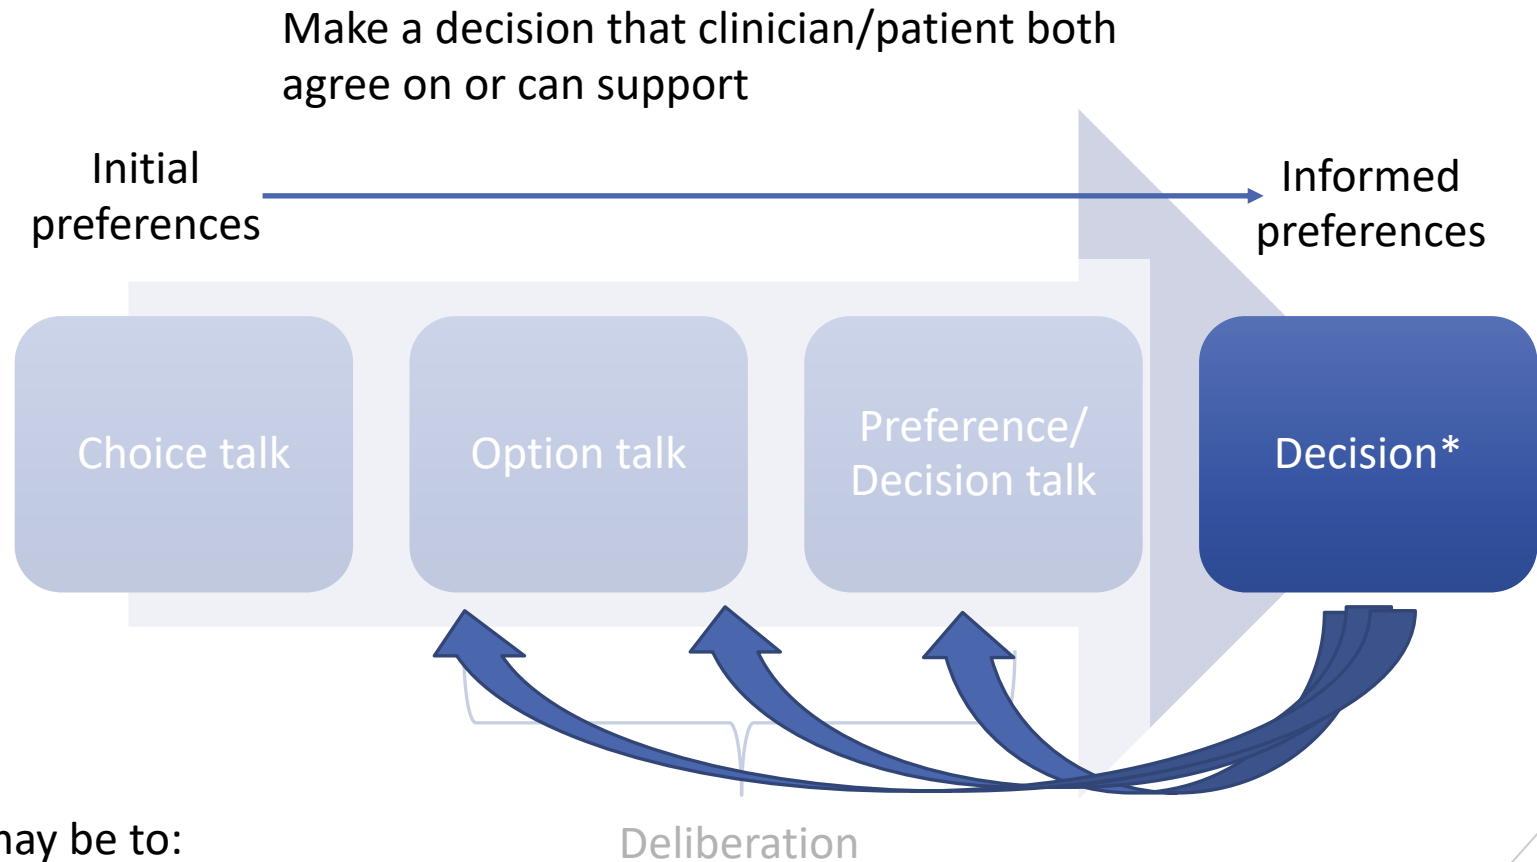 Make a decision that clinician/patient both
agree on or can support
Initial
preferences
Informed
preferences
Choice talk
Option talk
Preference/
Decision talk
Decision*
Deliberation
may be to: